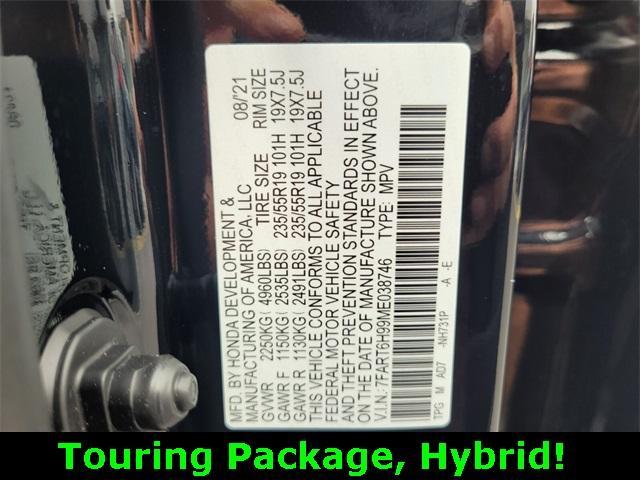 MFD. BY HONDA DEVELOPMENT & 08/21
MANUFACTURING OF AMERICA, LLC
GVWR 2250KG( 4960LBS) TIRE SIZE RIM SIZE
GAWR F 1150KG( 2535LBS) 235/55R19 101H 19X7.5J
GAWR R 1130KG( 2491LBS) 235/55R19 101H 19X7.5J
THIS VEHICLE CONFORMS TO ALL APPLICABLE
FEDERAL MOTOR VEHICLE SAFETY
AND THEFT PREVENTION STANDARDS IN EFFECT
ON THE DATE OF MANUFACTURE SHOWN ABOVE.
V.I.N.: 7FART6H99ME038746 TYPE: MPV
TPG M AD7 -NH731P -A -E
Touring Package, Hybrid!